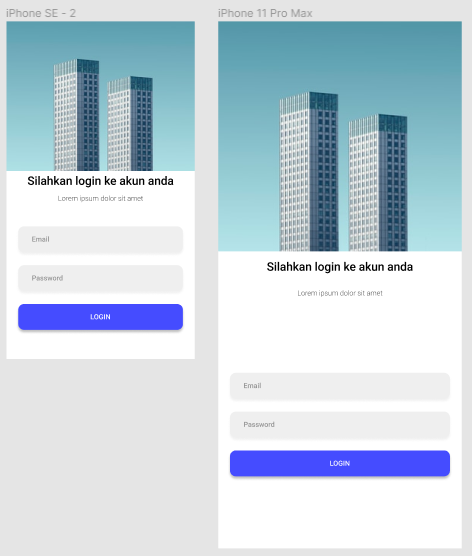 iPhone SE - 2
Silahkan login ke akun anda
Lorem ipsum dolor sit amet
Email
Password
LOGIN
iPhone 11 Pro Max
Silahkan login ke akun anda
Lorem ipsum dolor sit amet
Email
Password
LOGIN